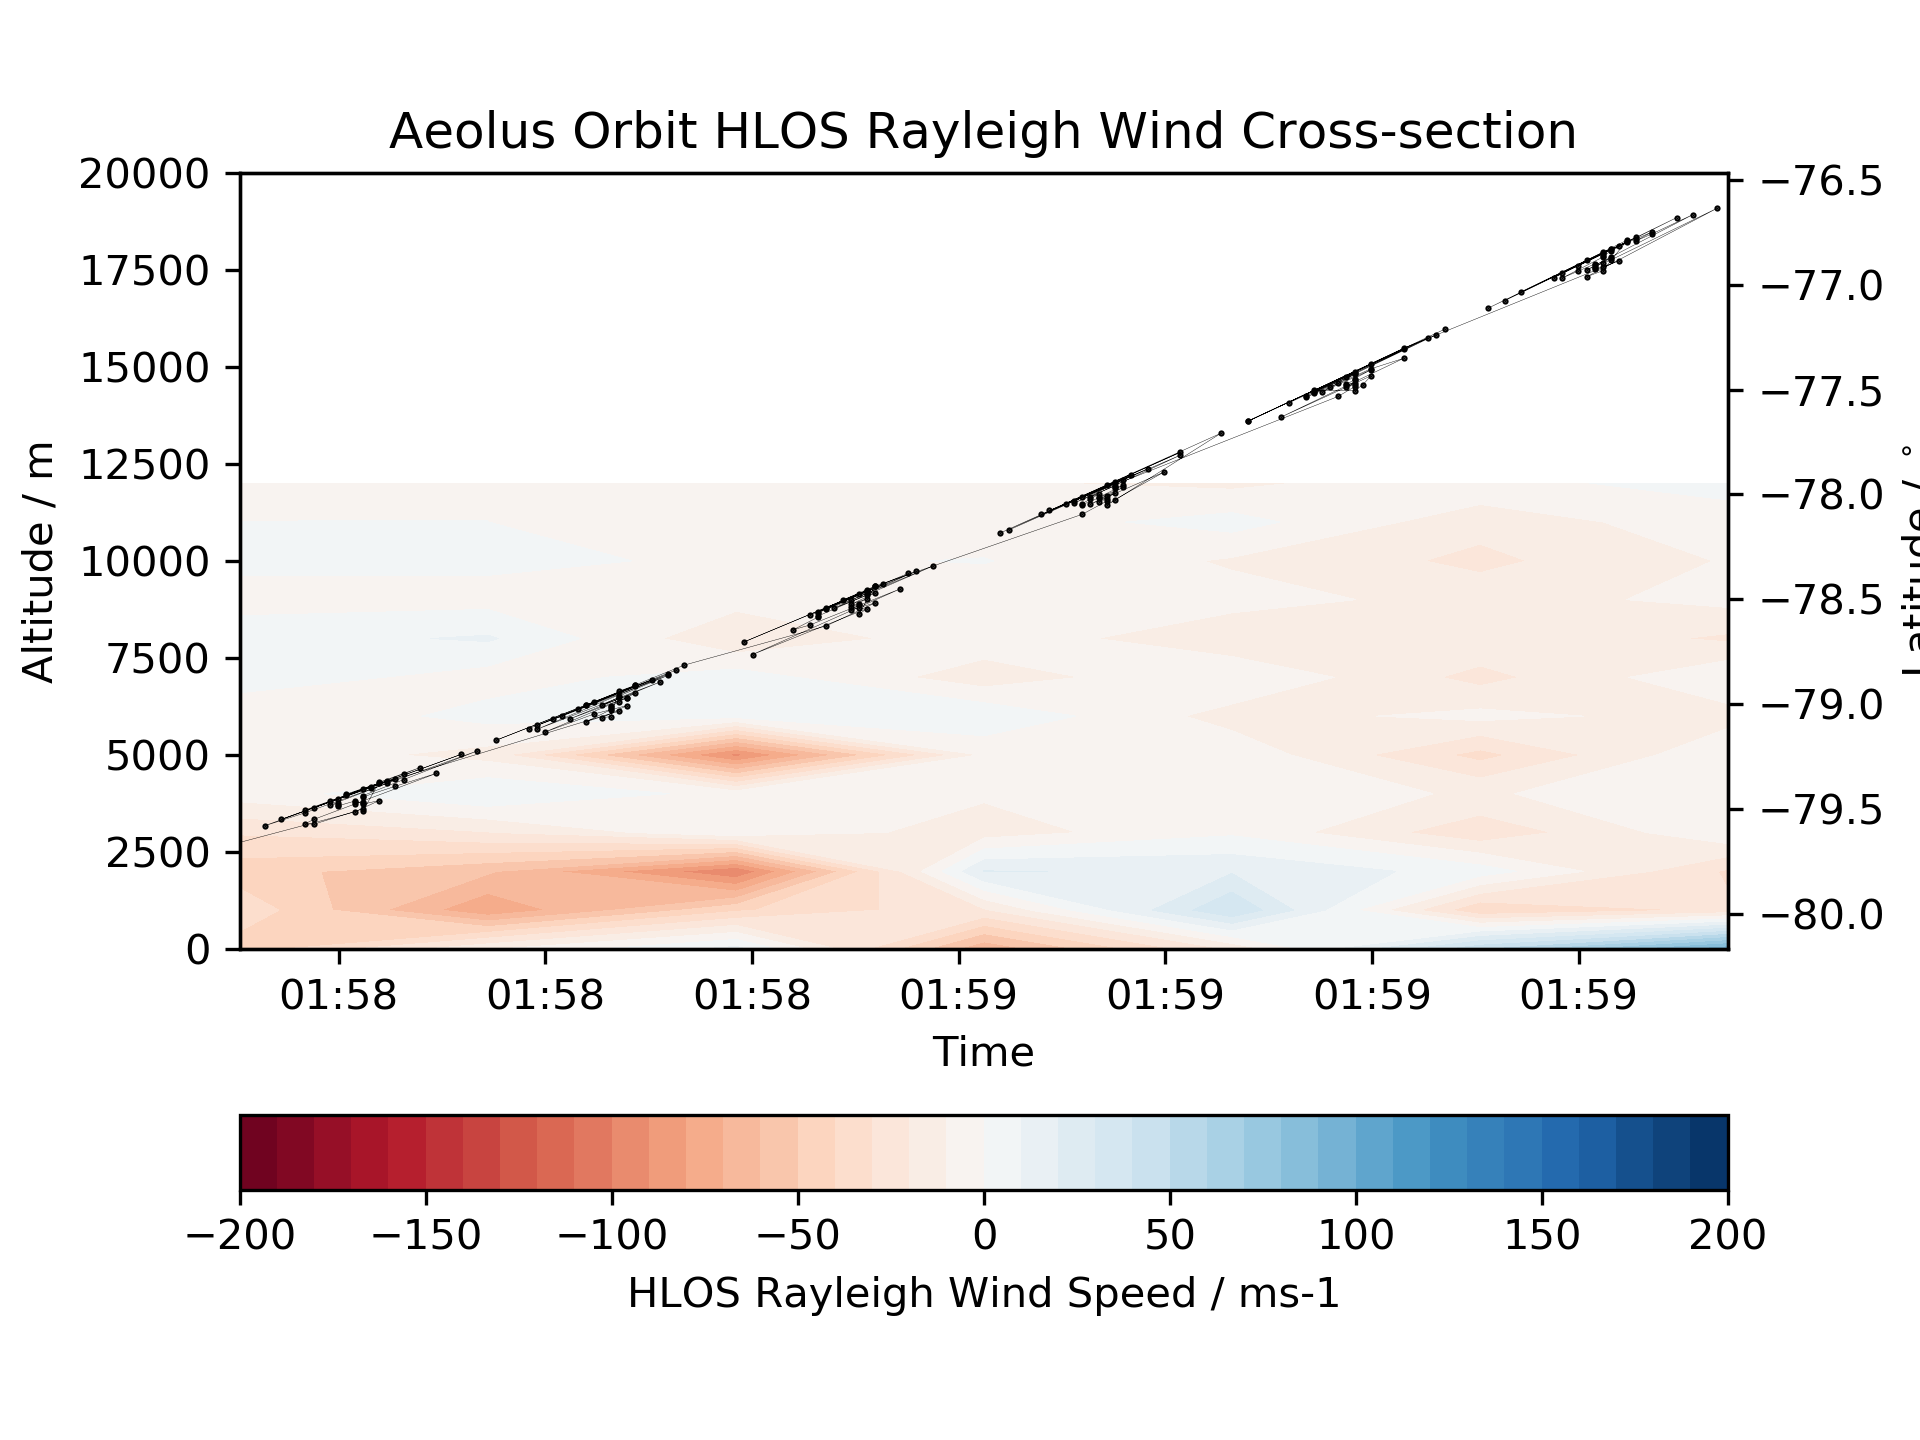 Aeolus Orbit HLOS Rayleigh Wind Cross-section
20000
17500
15000
12500
10000
7500
5000
2500
0
Altitude / m
−76.5
−77.0
−77.5
−78.0
−78.5
−79.0
−79.5
−80.0
Latitude / °
01:58 01:58 01:58 01:59 01:59 01:59 01:59
Time
−200 −150 −100 −50 0 50 100 150 200
HLOS Rayleigh Wind Speed / ms-1